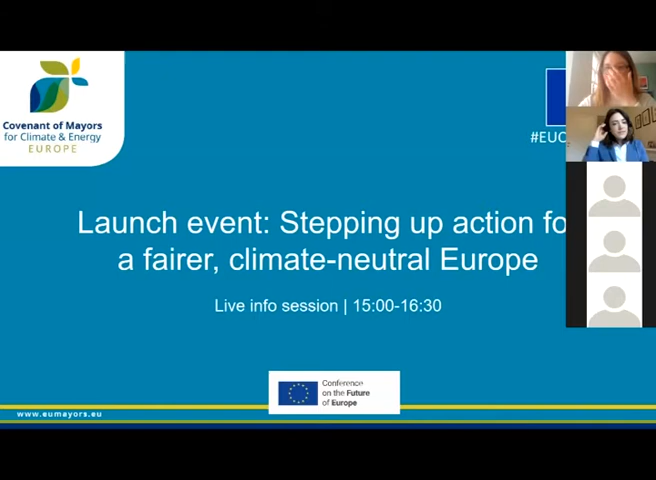 Covenant of Mayors
for Climate & Energy
EUROPE
#EUC
Launch event: Stepping up action fo
a fairer, climate-neutral Europe
Live info session | 15:00-16:30
Conference
on the Future
of Europe
www.eumayors.eu